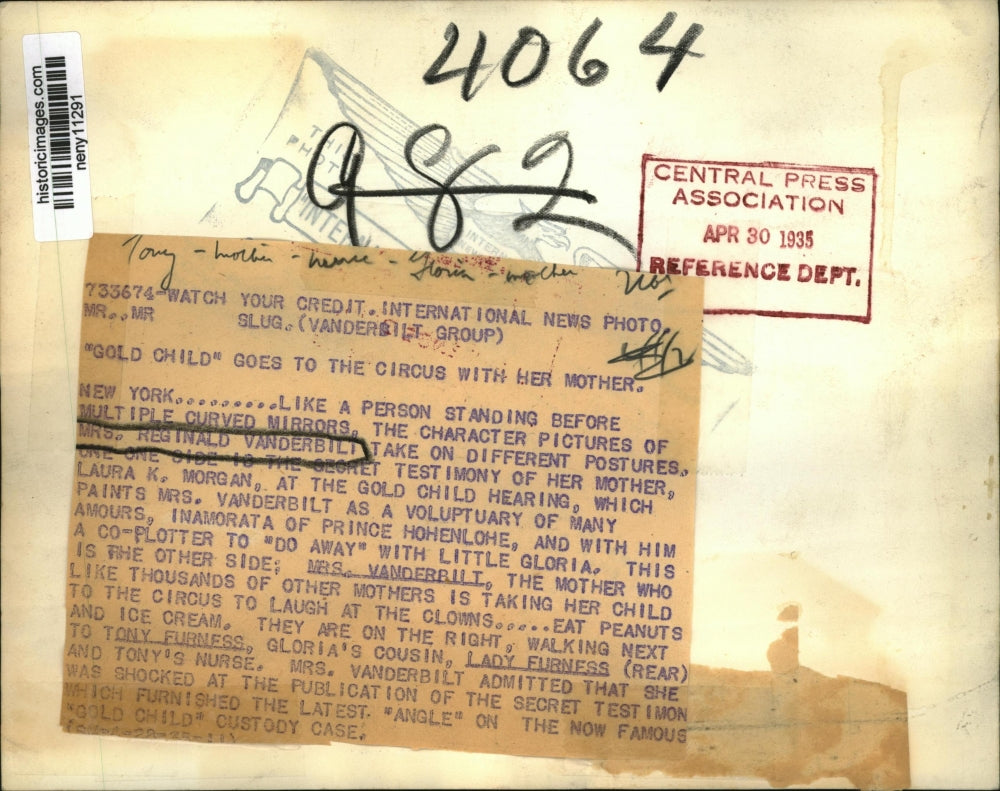 4064
982
historicimages.com
neny11291
CENTRAL PRESS
ASSOCIATION
APR 30 1935
REFERENCE DEPT.
THIS
PHOTO
"INTER
Tony - mother - nurse - Gloria - mother
733674-WATCH YOUR CREDIT. INTERNATIONAL NEWS PHOTO
MR..MR SLUG.(VANDERBILT GROUP)
"GOLD CHILD" GOES TO THE CIRCUS WITH HER MOTHER.
NEW YORK..........LIKE A PERSON STANDING BEFORE
MULTIPLE CURVED MIRRORS, THE CHARACTER PICTURES OF
MRS. REGINALD VANDERBILT TAKE ON DIFFERENT POSTURES.
ONE ONE SIDE IS THE SECRET TESTIMONY OF HER MOTHER,
LAURA K. MORGAN, AT THE GOLD CHILD HEARING, WHICH
PAINTS MRS. VANDERBILT AS A VOLUPTUARY OF MANY
AMOURS, INAMORATA OF PRINCE HOHENLOHE, AND WITH HIM
A CO-PLOTTER TO "DO AWAY" WITH LITTLE GLORIA. THIS
IS THE OTHER SIDE; MRS. VANDERBILT, THE MOTHER WHO
LIKE THOUSANDS OF OTHER MOTHERS IS TAKING HER CHILD
TO THE CIRCUS TO LAUGH AT THE CLOWNS.....EAT PEANUTS
AND ICE CREAM. THEY ARE ON THE RIGHT, WALKING NEXT
TO TONY FURNESS, GLORIA'S COUSIN, LADY FURNESS (REAR)
AND TONY'S NURSE. MRS. VANDERBILT ADMITTED THAT SHE
WAS SHOCKED AT THE PUBLICATION OF THE SECRET TESTIMON
WHICH FURNISHED THE LATEST "ANGLE" ON THE NOW FAMOUS
"GOLD CHILD" CUSTODY CASE.